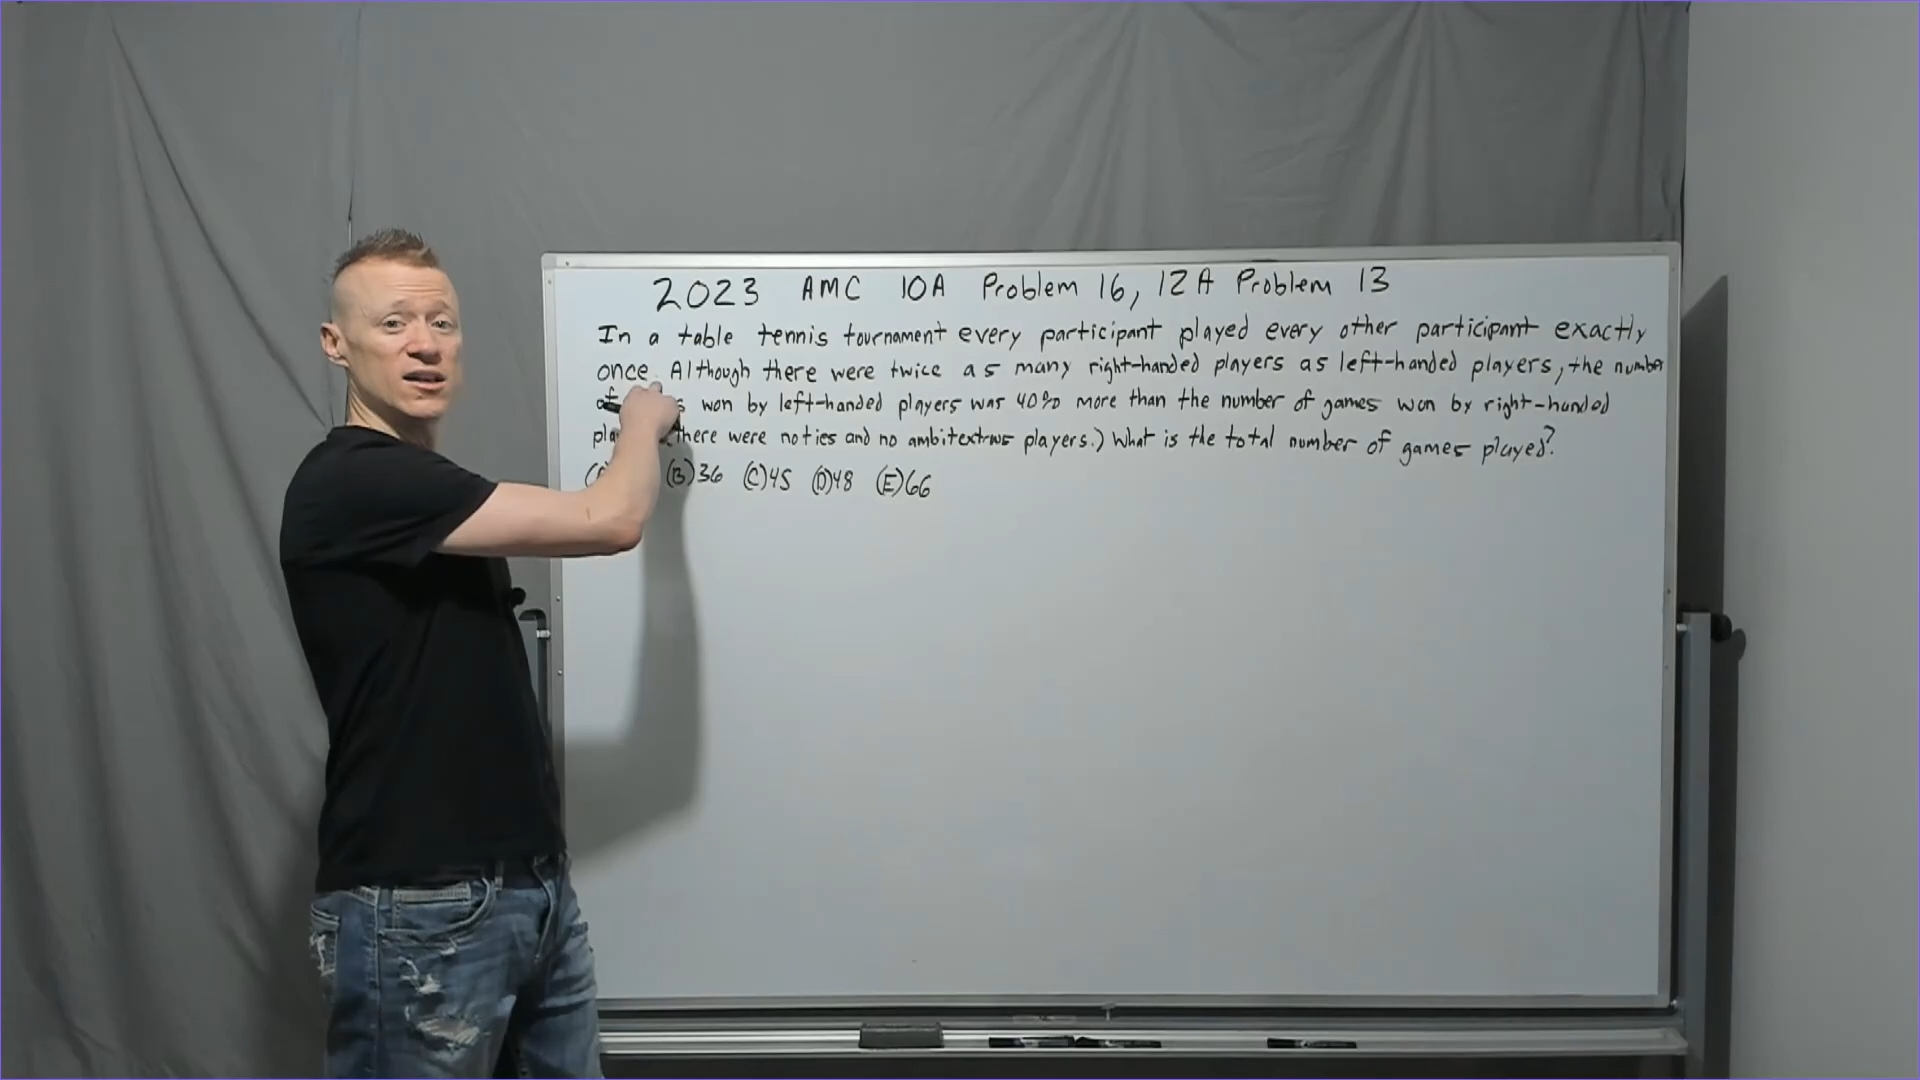 2023 AMC 10A Problem 16, 12A Problem 13
In a table tennis tournament every participant played every other participant exactly
once. Although there were twice as many right-handed players as left-handed players, the number
of won by left-handed players was 40% more than the number of games won by right-handed
there were no ties and no ambitextrous players.) What is the total number of games played?
(B) 36 (C) 45 (D) 48 (E) 66